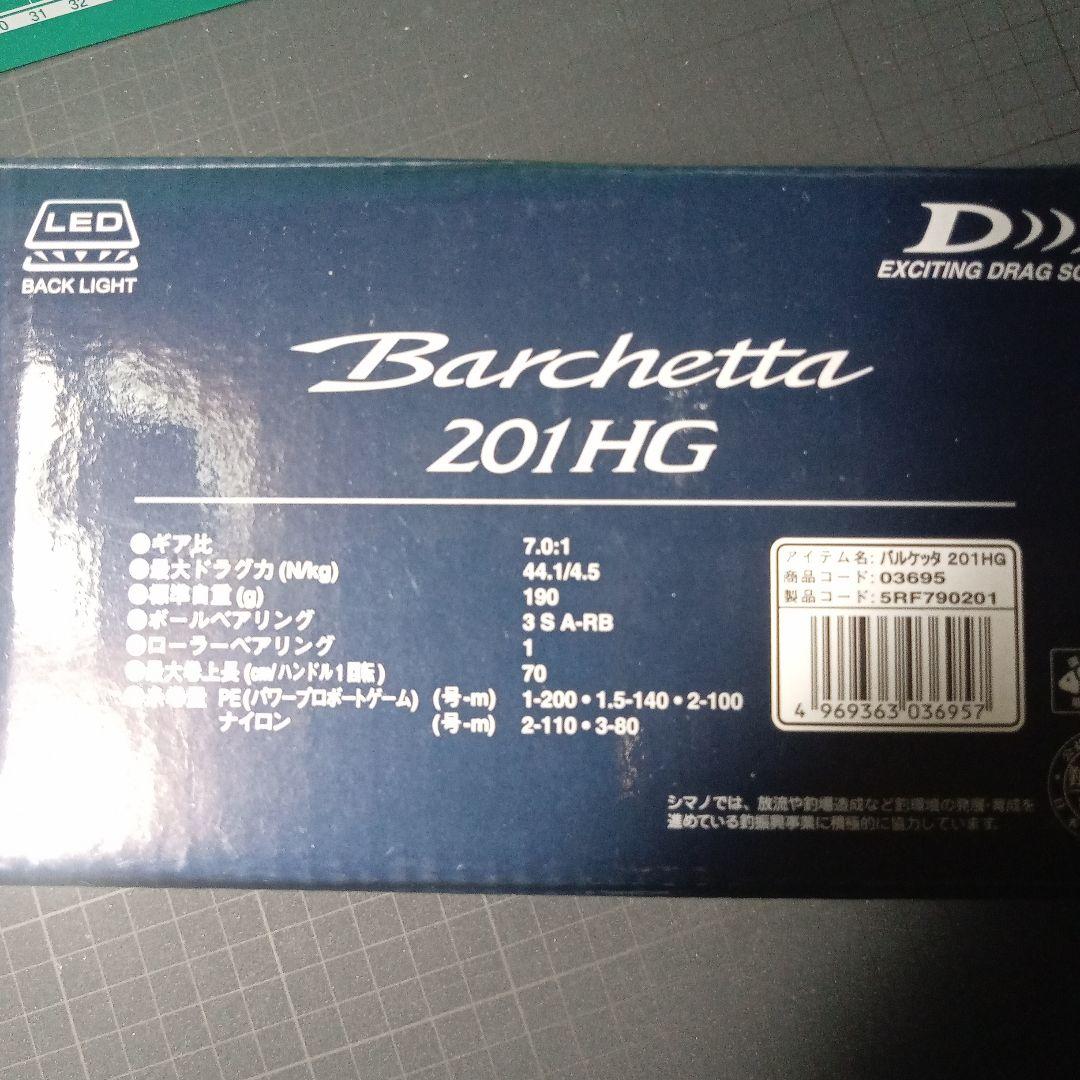 0 31 32
LED
BACK LIGHT
D
EXCITING DRAG SO
Barchetta
201HG
●ギア比 7.0:1
●最大ドラグ力(N/kg) 44.1/4.5
●標準自重(g) 190
●ボールベアリング 3 S A-RB
●ローラーベアリング 1
●最大巻上長(cm/ハンドル1回転) 70
●糸巻量 PE(パワープロボートゲーム) (号-m) 1-200・1.5-140・2-100
ナイロン (号-m) 2-110・3-80
アイテム名: バルケッタ 201HG
商品コード: 03695
製品コード: 5RF790201
4 969363 036957
シマノでは、放流や釣場造成など釣環境の発展・育成を
進めている釣振興事業に積極的に協力しています。